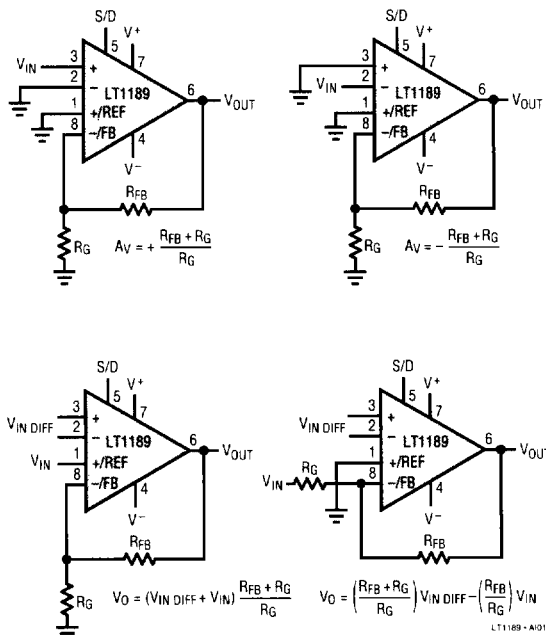 S/D
V+
5
7
VIN
3
+
2
−
LT1189
6
VOUT
1
+/REF
8
−/FB
4
V−
RFB
RG
AV = + RFB + RG / RG
S/D
V+
5
7
3
+
VIN
2
−
LT1189
6
VOUT
1
+/REF
8
−/FB
4
V−
RFB
RG
AV = − RFB + RG / RG
S/D
V+
5
7
VIN DIFF
3
+
2
−
LT1189
6
VOUT
VIN
1
+/REF
8
−/FB
4
V−
RFB
RG
VO = (VIN DIFF + VIN) RFB + RG / RG
S/D
V+
5
7
VIN DIFF
3
+
2
−
LT1189
6
VOUT
1
+/REF
VIN
RG
8
−/FB
4
V−
RFB
VO = (RFB + RG / RG) VIN DIFF − (RFB / RG) VIN
LT1189 • AI01